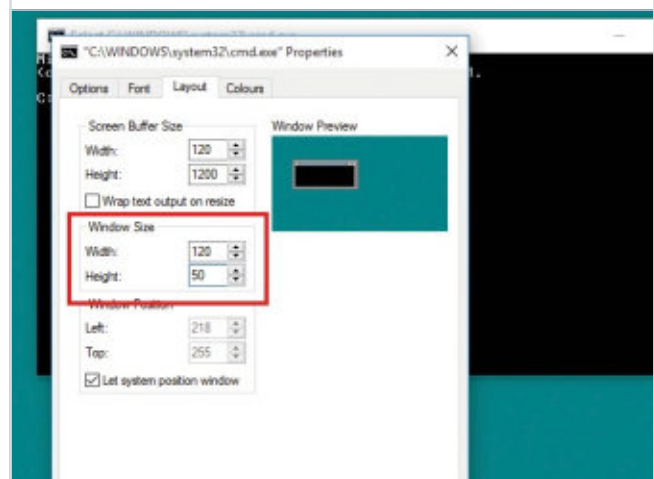 "C:\WINDOWS\system32\cmd.exe" Properties
Options Font Layout Colours
Screen Buffer Size
Width: 120
Height: 1200
Wrap text output on resize
Window Size
Width: 120
Height: 50
Window Position
Left: 218
Top: 255
Let system position window
Window Preview